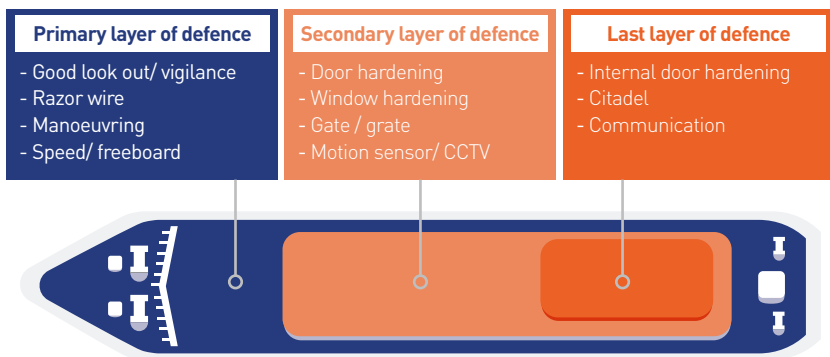 Primary layer of defence
- Good look out/ vigilance
- Razor wire
- Manoeuvring
- Speed/ freeboard
Secondary layer of defence
- Door hardening
- Window hardening
- Gate / grate
- Motion sensor/ CCTV
Last layer of defence
- Internal door hardening
- Citadel
- Communication